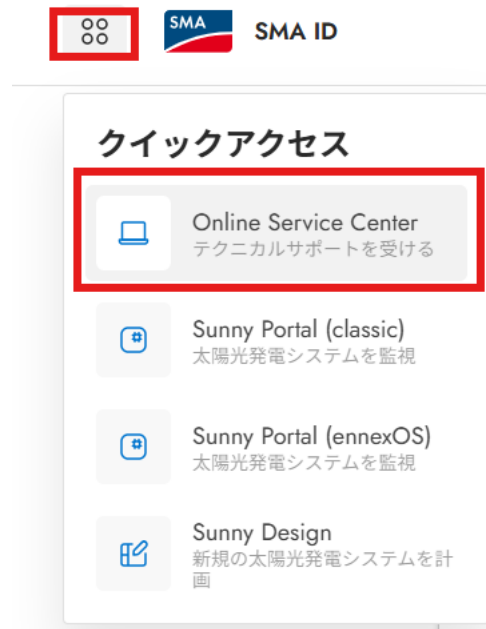 SMA
SMA ID
クイックアクセス
Online Service Center
テクニカルサポートを受ける
Sunny Portal (classic)
太陽光発電システムを監視
Sunny Portal (ennexOS)
太陽光発電システムを監視
Sunny Design
新規の太陽光発電システムを計
画